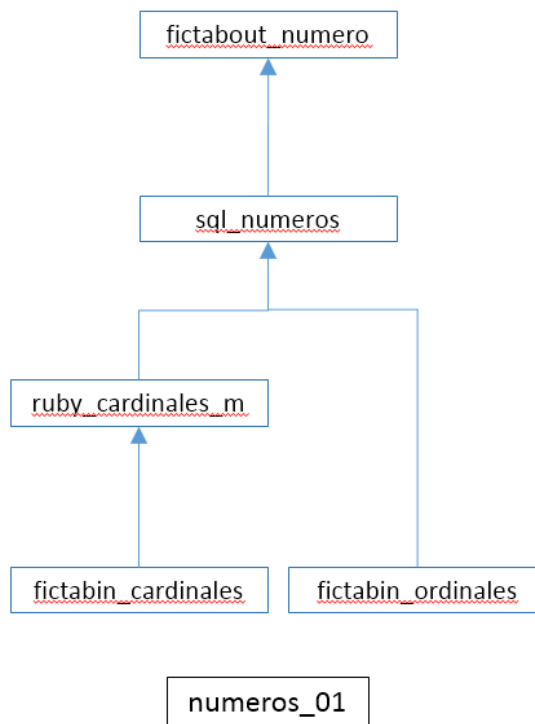 fictabout_numero
sql_numeros
ruby_cardinales_m
fictabin_cardinales
fictabin_ordinales
numeros_01